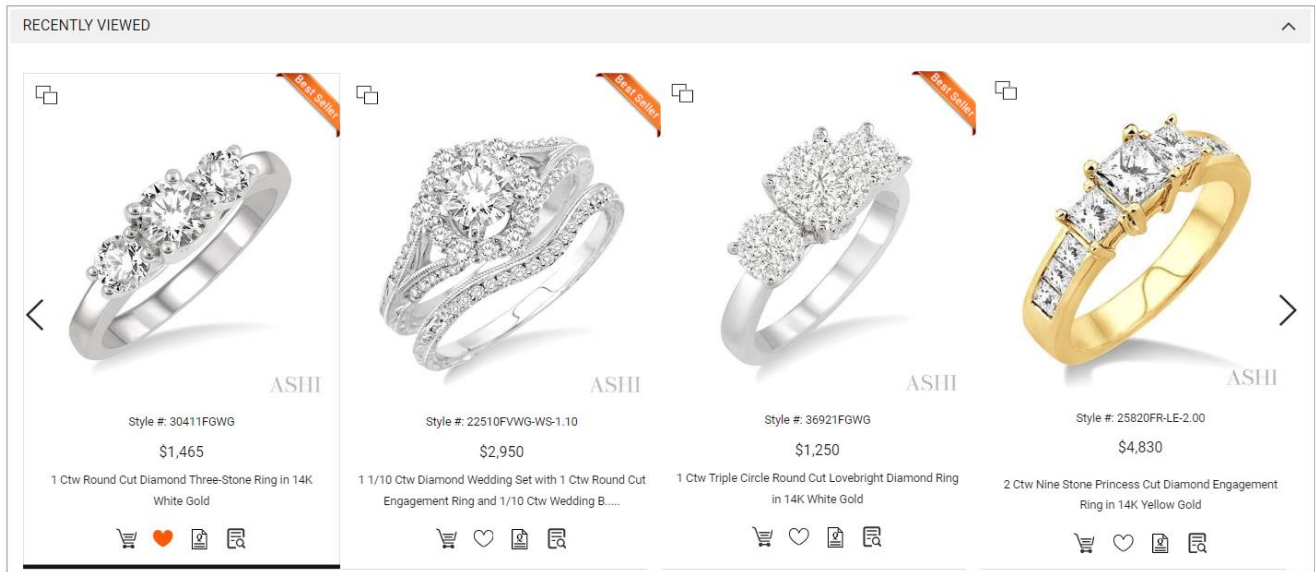 RECENTLY VIEWED
Best Seller
ASHI
Style #: 30411FGWG
$1,465
1 Ctw Round Cut Diamond Three-Stone Ring in 14K
White Gold
Best Seller
ASHI
Style #: 22510FVWG-WS-1.10
$2,950
1 1/10 Ctw Diamond Wedding Set with 1 Ctw Round Cut
Engagement Ring and 1/10 Ctw Wedding B.....
Best Seller
ASHI
Style #: 36921FGWG
$1,250
1 Ctw Triple Circle Round Cut Lovebright Diamond Ring
in 14K White Gold
ASHI
Style #: 25820FR-LE-2.00
$4,830
2 Ctw Nine Stone Princess Cut Diamond Engagement
Ring in 14K Yellow Gold